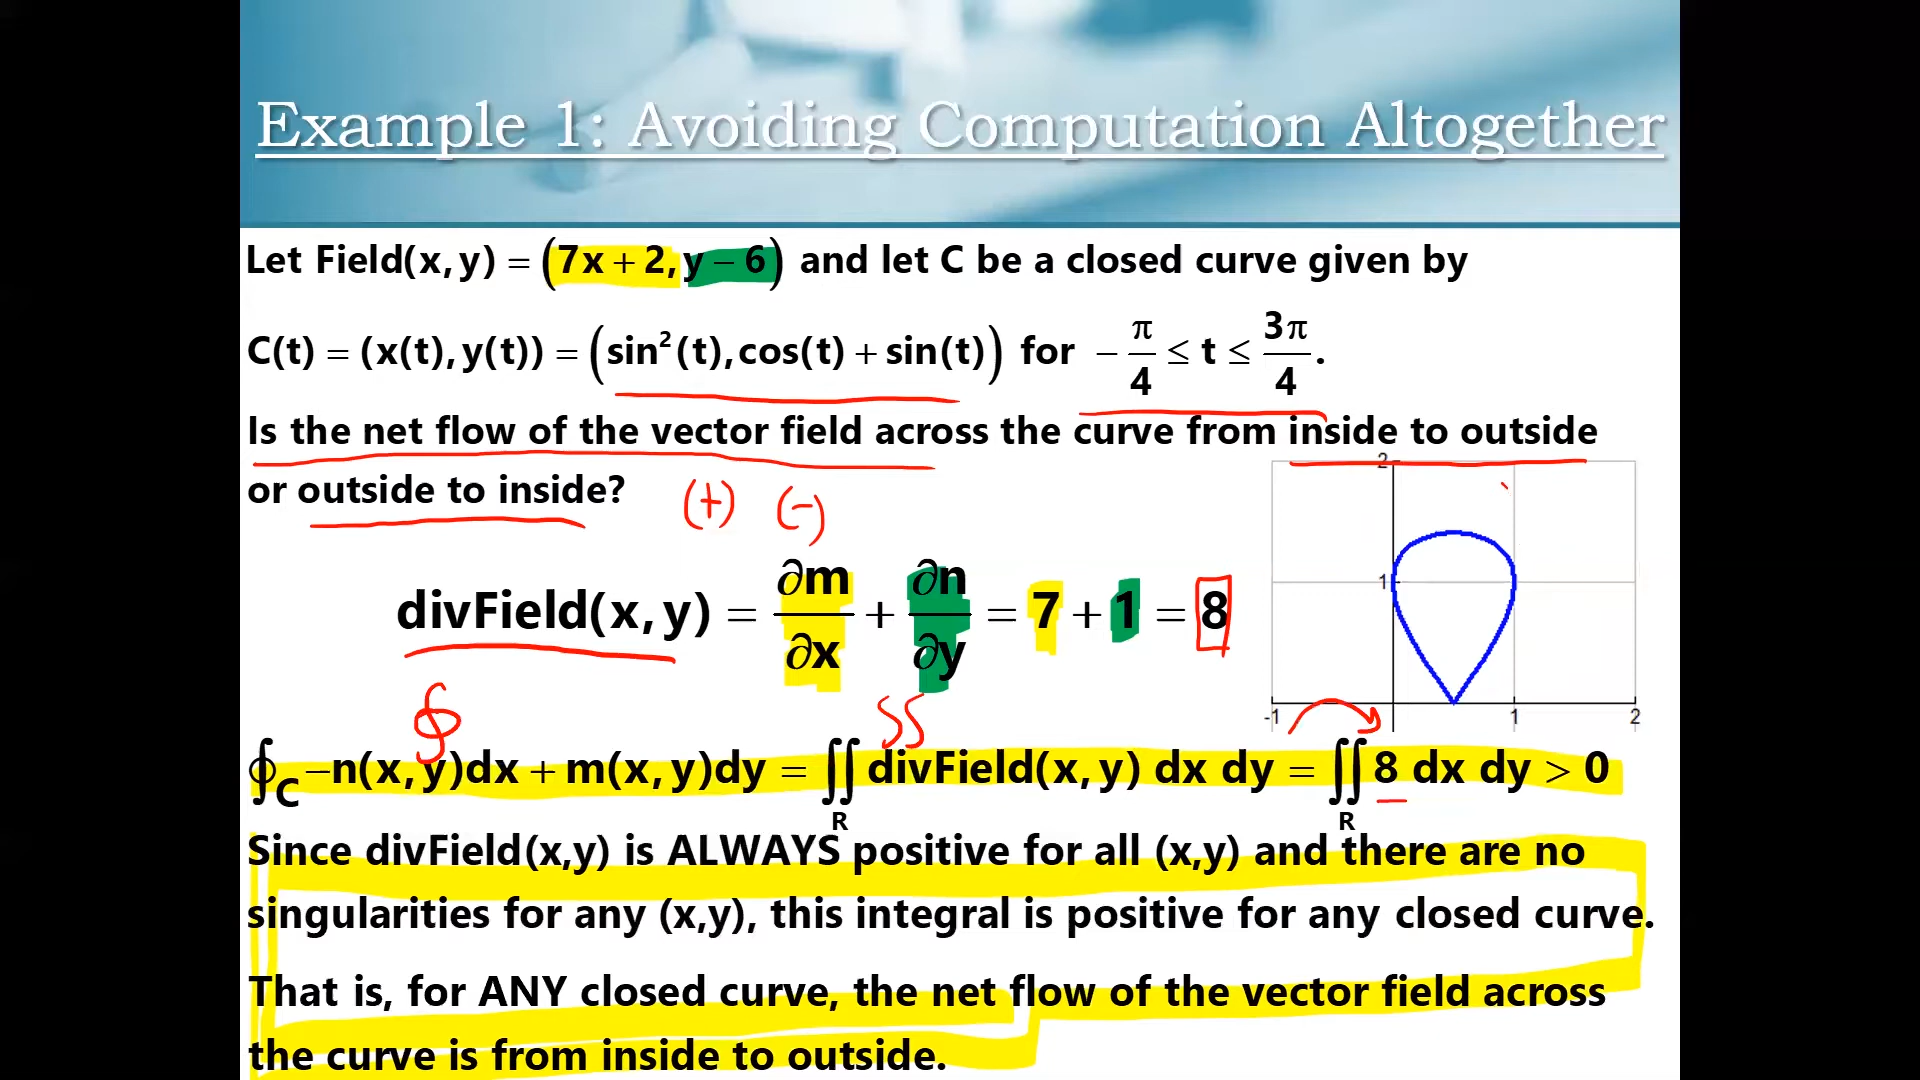 Example 1: Avoiding Computation Altogether
Let Field(x,y) = (7x + 2, y − 6) and let C be a closed curve given by
C(t) = (x(t), y(t)) = (sin²(t), cos(t) + sin(t)) for −π/4 ≤ t ≤ 3π/4.
Is the net flow of the vector field across the curve from inside to outside
or outside to inside? (+) (−)
divField(x,y) = ∂m/∂x + ∂n/∂y = 7 + 1 = 8
2
1
-1 1 2
∮ ∫∫
∮_C −n(x,y)dx + m(x,y)dy = ∬_R divField(x,y) dx dy = ∬_R 8 dx dy > 0
Since divField(x,y) is ALWAYS positive for all (x,y) and there are no
singularities for any (x,y), this integral is positive for any closed curve.
That is, for ANY closed curve, the net flow of the vector field across
the curve is from inside to outside.